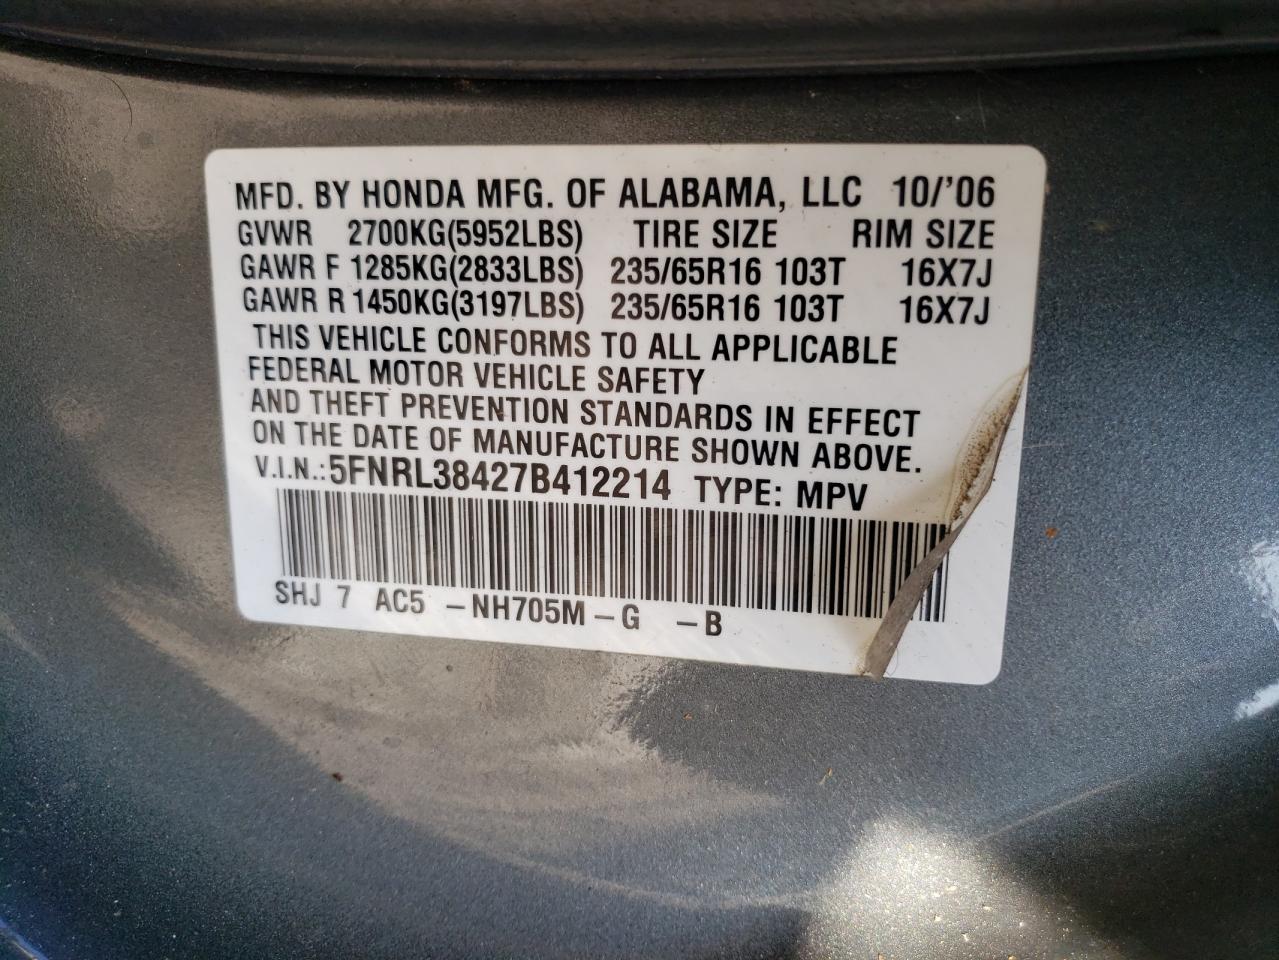 MFD. BY HONDA MFG. OF ALABAMA, LLC 10/'06
GVWR 2700KG(5952LBS) TIRE SIZE RIM SIZE
GAWR F 1285KG(2833LBS) 235/65R16 103T 16X7J
GAWR R 1450KG(3197LBS) 235/65R16 103T 16X7J
THIS VEHICLE CONFORMS TO ALL APPLICABLE
FEDERAL MOTOR VEHICLE SAFETY
AND THEFT PREVENTION STANDARDS IN EFFECT
ON THE DATE OF MANUFACTURE SHOWN ABOVE.
V.I.N.:5FNRL38427B412214 TYPE: MPV
SHJ 7 AC5 -NH705M-G -B